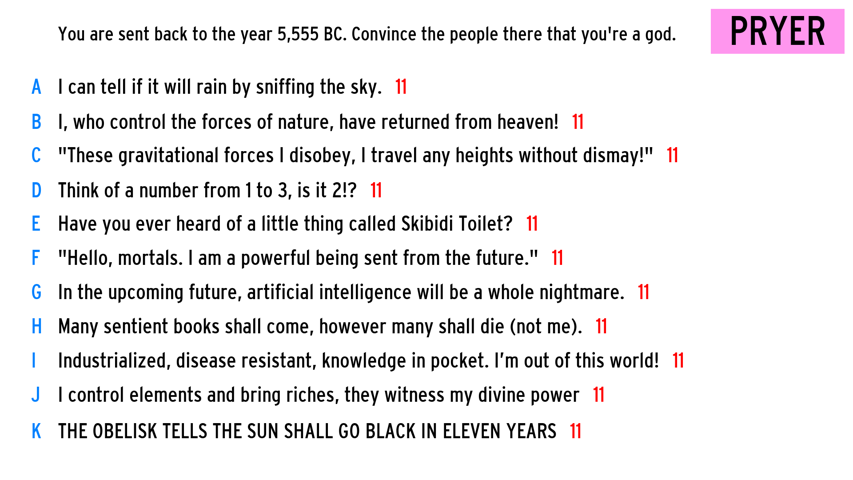 You are sent back to the year 5,555 BC. Convince the people there that you're a god.
PRYER
A I can tell if it will rain by sniffing the sky. 11
B I, who control the forces of nature, have returned from heaven! 11
C "These gravitational forces I disobey, I travel any heights without dismay!" 11
D Think of a number from 1 to 3, is it 2!? 11
E Have you ever heard of a little thing called Skibidi Toilet? 11
F "Hello, mortals. I am a powerful being sent from the future." 11
G In the upcoming future, artificial intelligence will be a whole nightmare. 11
H Many sentient books shall come, however many shall die (not me). 11
I Industrialized, disease resistant, knowledge in pocket. I'm out of this world! 11
J I control elements and bring riches, they witness my divine power 11
K THE OBELISK TELLS THE SUN SHALL GO BLACK IN ELEVEN YEARS 11